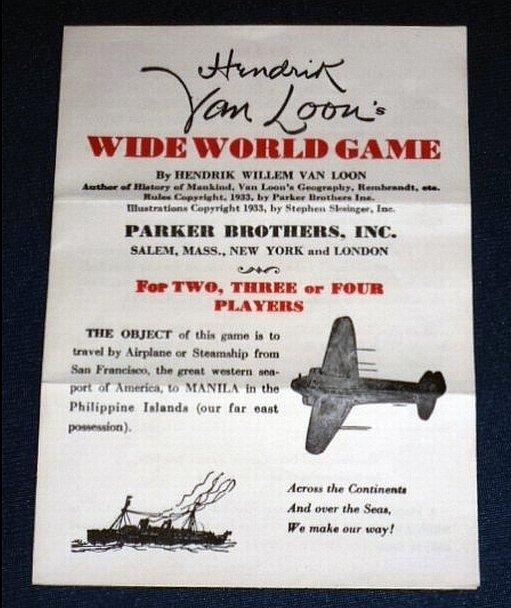 Hendrik
Van Loon's
WIDE WORLD GAME
By HENDRIK WILLEM VAN LOON
Author of History of Mankind, Van Loon's Geography, Rembrandt, etc.
Rules Copyright, 1933, by Parker Brothers Inc.
Illustrations Copyright 1933, by Stephen Slesinger, Inc.
PARKER BROTHERS, INC.
SALEM, MASS., NEW YORK and LONDON
For TWO, THREE or FOUR
PLAYERS
THE OBJECT of this game is to
travel by Airplane or Steamship from
San Francisco, the great western sea-
port of America, to MANILA in the
Philippine Islands (our far east
possession).
Across the Continents
And over the Seas,
We make our way!